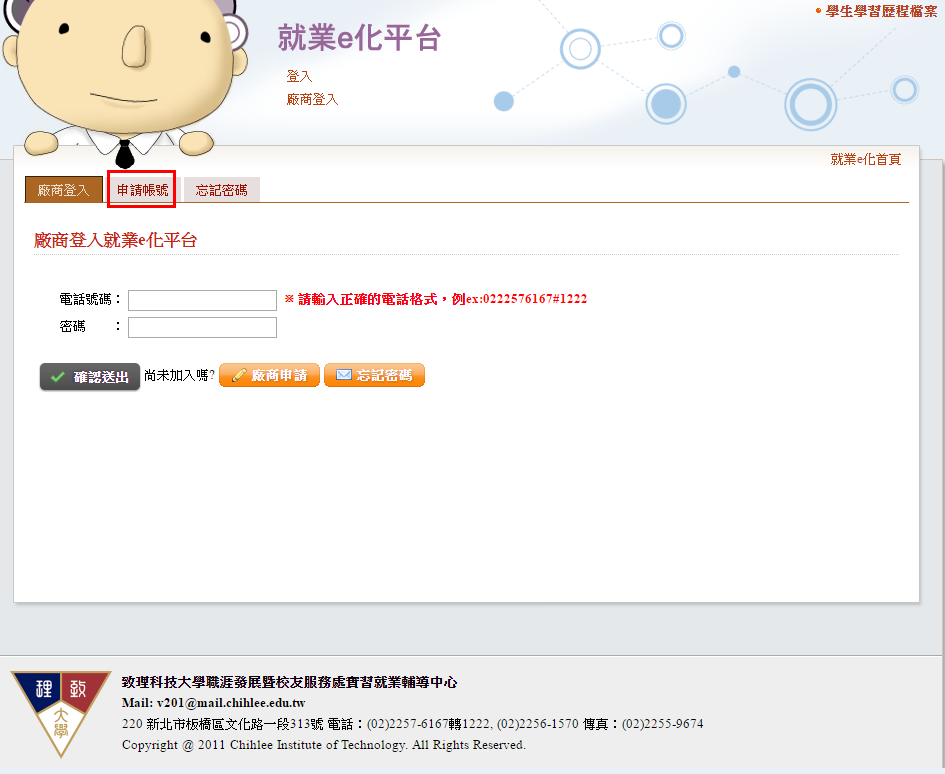 學生學習歷程檔案
就業e化平台
登入
廠商登入
就業e化首頁
廠商登入 申請帳號 忘記密碼
廠商登入就業e化平台
電話號碼： ※ 請輸入正確的電話格式，例ex:0222576167#1222
密碼 ：
確認送出 尚未加入嗎? 廠商申請 忘記密碼
理 致
大學
致理科技大學職涯發展暨校友服務處實習就業輔導中心
Mail: v201@mail.chihlee.edu.tw
220 新北市板橋區文化路一段313號 電話：(02)2257-6167轉1222, (02)2256-1570 傳真：(02)2255-9674
Copyright @ 2011 Chihlee Institute of Technology. All Rights Reserved.